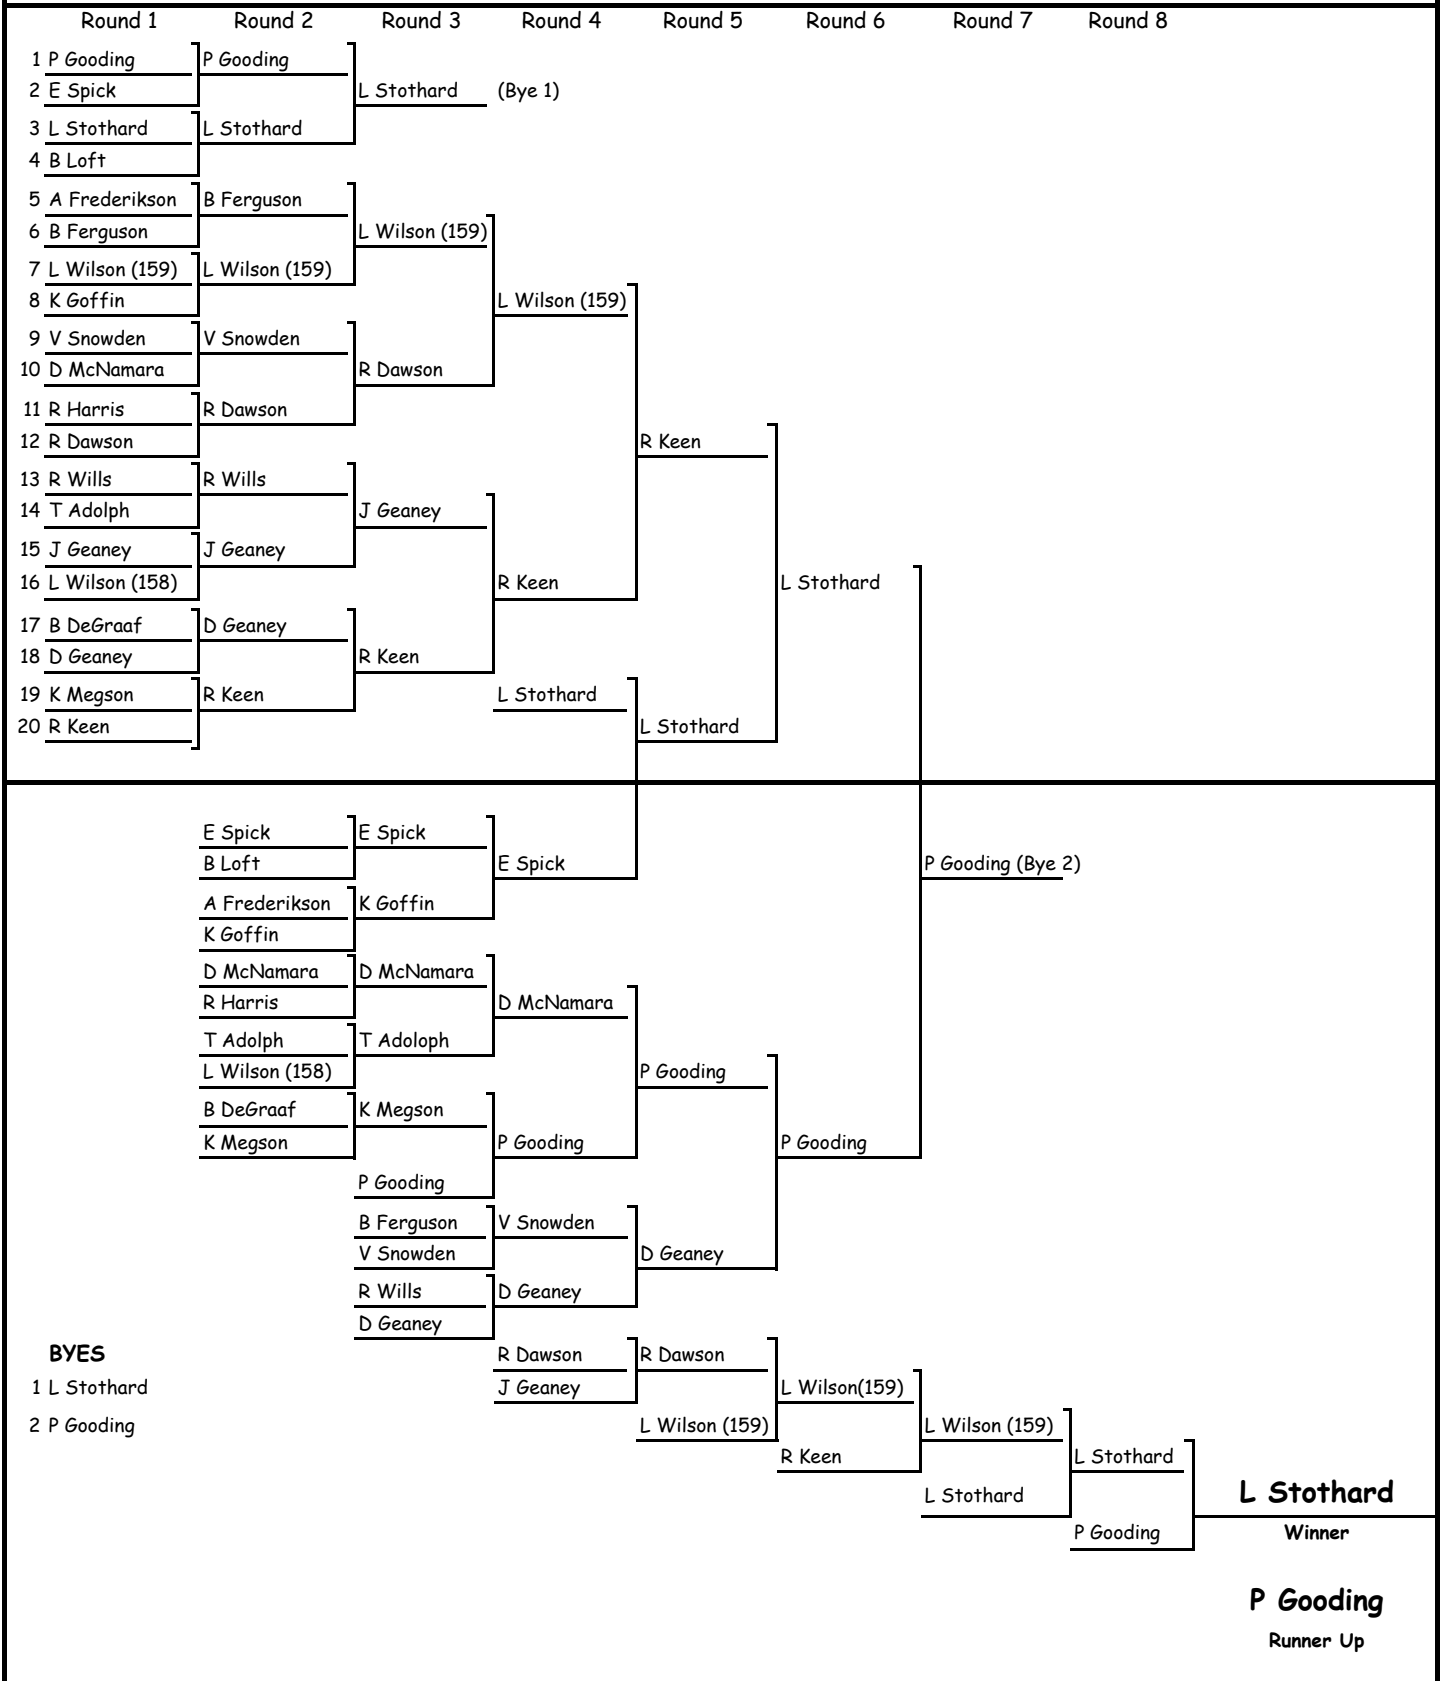 Round 1 Round 2 Round 3 Round 4 Round 5 Round 6 Round 7 Round 8
1 P Gooding P Gooding
2 E Spick L Stothard (Bye 1)
3 L Stothard L Stothard
4 B Loft
5 A Frederikson B Ferguson
6 B Ferguson L Wilson (159)
7 L Wilson (159) L Wilson (159)
8 K Goffin L Wilson (159)
9 V Snowden V Snowden
10 D McNamara R Dawson
11 R Harris R Dawson
12 R Dawson R Keen
13 R Wills R Wills
14 T Adolph J Geaney
15 J Geaney J Geaney
16 L Wilson (158) R Keen L Stothard
17 B DeGraaf D Geaney
18 D Geaney R Keen
19 K Megson R Keen L Stothard
20 R Keen L Stothard
E Spick E Spick
B Loft E Spick P Gooding (Bye 2)
A Frederikson K Goffin
K Goffin
D McNamara D McNamara
R Harris D McNamara
T Adolph T Adoloph
L Wilson (158) P Gooding
B DeGraaf K Megson
K Megson P Gooding P Gooding
P Gooding
B Ferguson V Snowden
V Snowden D Geaney
R Wills D Geaney
D Geaney
BYES R Dawson R Dawson
1 L Stothard J Geaney L Wilson(159)
2 P Gooding L Wilson (159) L Wilson (159)
R Keen L Stothard
L Stothard L Stothard
P Gooding Winner
P Gooding
Runner Up